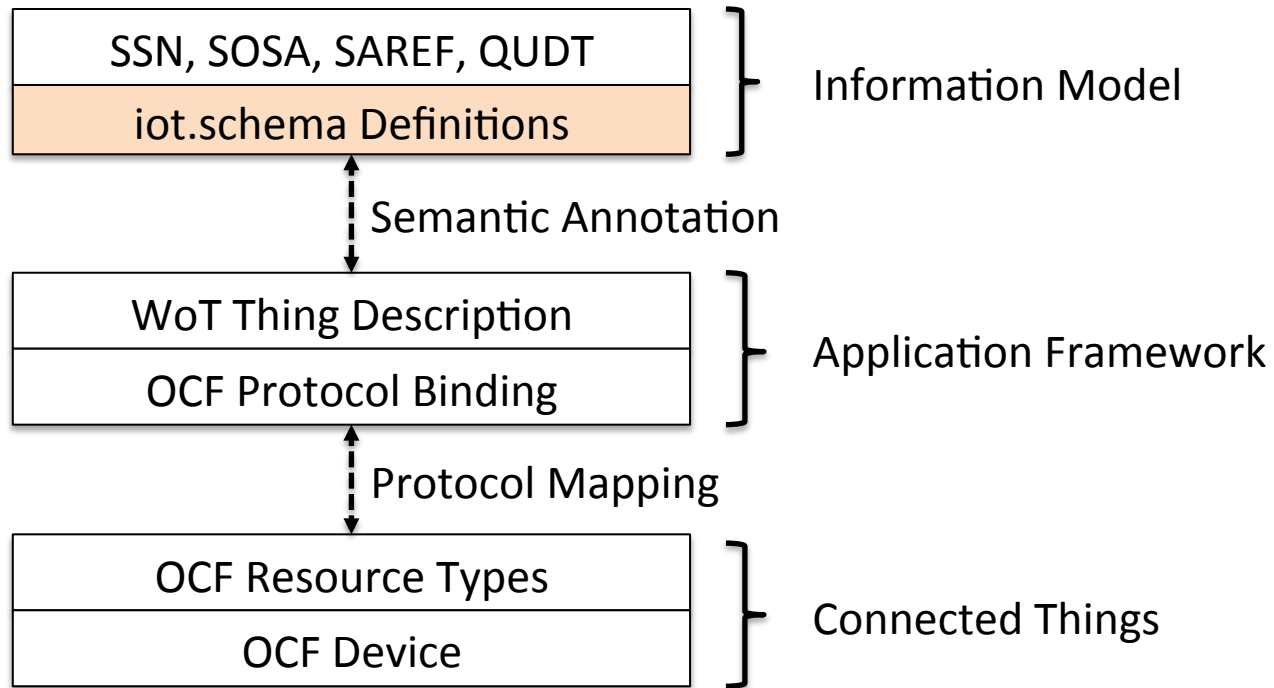 SSN, SOSA, SAREF, QUDT
iot.schema Definitions
Information Model
Semantic Annotation
WoT Thing Description
OCF Protocol Binding
Application Framework
Protocol Mapping
OCF Resource Types
OCF Device
Connected Things